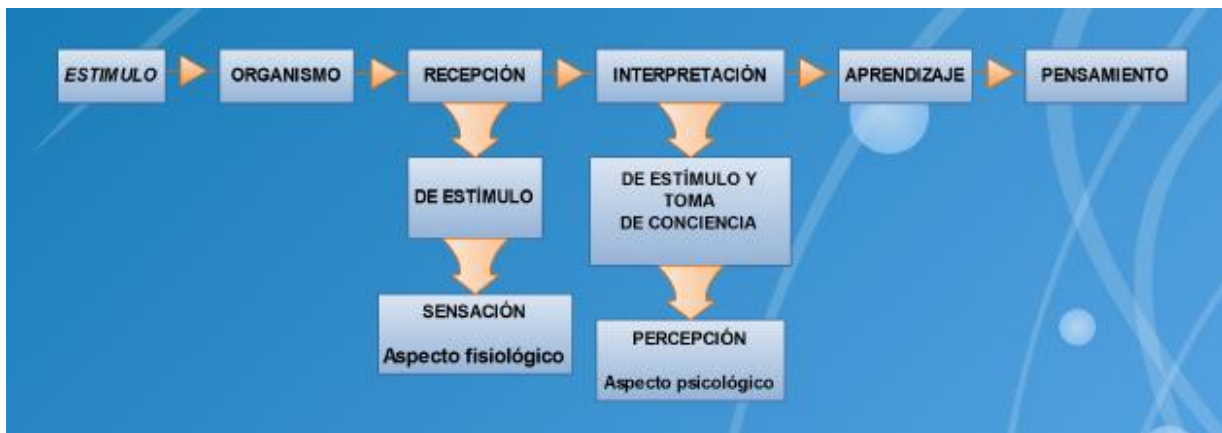 ESTIMULO
ORGANISMO
RECEPCIÓN
INTERPRETACIÓN
APRENDIZAJE
PENSAMIENTO
DE ESTÍMULO
DE ESTÍMULO Y
TOMA
DE CONCIENCIA
SENSACIÓN
Aspecto fisiológico
PERCEPCIÓN
Aspecto psicológico